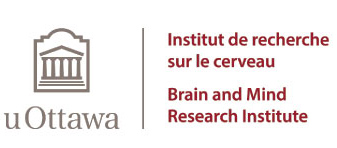 uOttawa
Institut de recherche
sur le cerveau
Brain and Mind
Research Institute